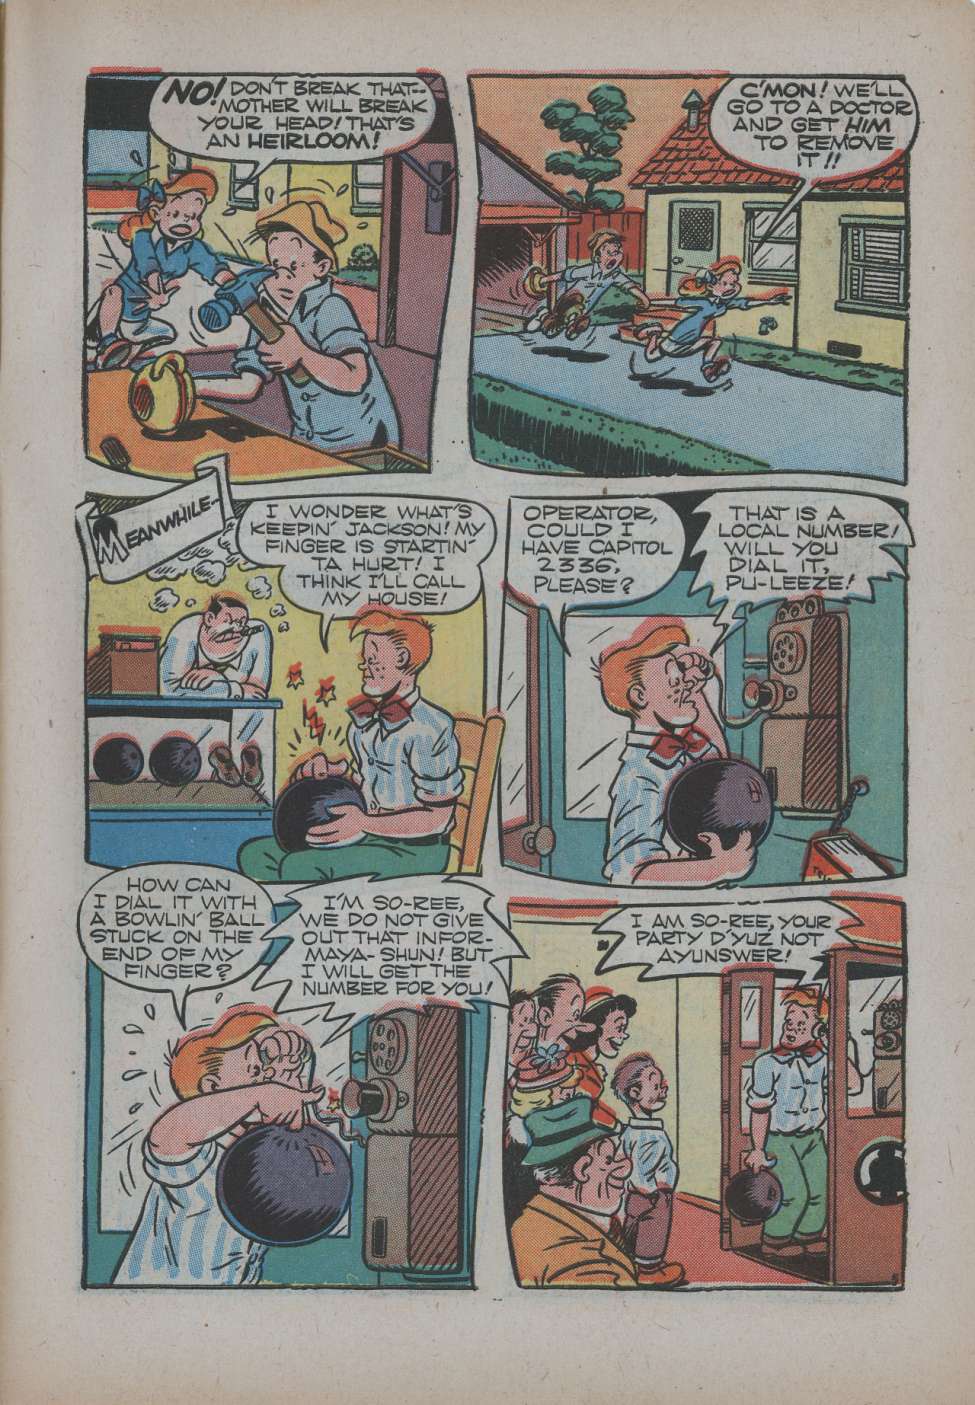 NO! DON'T BREAK THAT--
MOTHER WILL BREAK
YOUR HEAD! THAT'S
AN HEIRLOOM!
C'MON! WE'LL
GO TO A DOCTOR
AND GET HIM
TO REMOVE
IT!!
MEANWHILE--
I WONDER WHAT'S
KEEPIN' JACKSON! MY
FINGER IS STARTIN'
TA HURT! I
THINK I'LL CALL
MY HOUSE!
OPERATOR,
COULD I
HAVE CAPITOL
2336,
PLEASE?
THAT IS A
LOCAL NUMBER!
WILL YOU
DIAL IT,
PU-LEEZE!
HOW CAN
I DIAL IT WITH
A BOWLIN' BALL
STUCK ON THE
END OF MY
FINGER?
I'M SO-REE,
WE DO NOT GIVE
OUT THAT INFOR-
MAYA-SHUN! BUT
I WILL GET THE
NUMBER FOR YOU!
I AM SO-REE, YOUR
PARTY D'YUZ NOT
AYUNSWER!